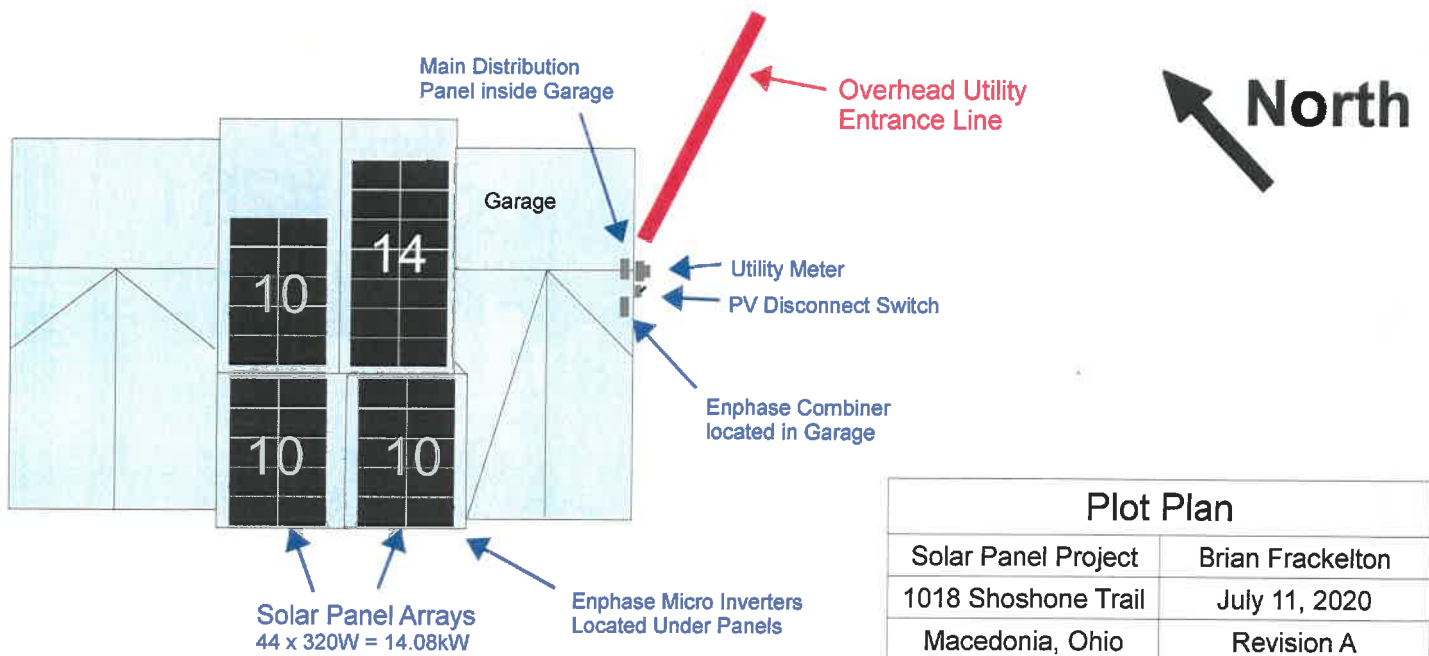 Main Distribution
Panel inside Garage
Overhead Utility
Entrance Line
North
Garage
14
10
Utility Meter
PV Disconnect Switch
Enphase Combiner
located in Garage
10
10
Solar Panel Arrays
44 x 320W = 14.08kW
Enphase Micro Inverters
Located Under Panels
Plot Plan
Solar Panel Project Brian Frackelton
1018 Shoshone Trail July 11, 2020
Macedonia, Ohio Revision A